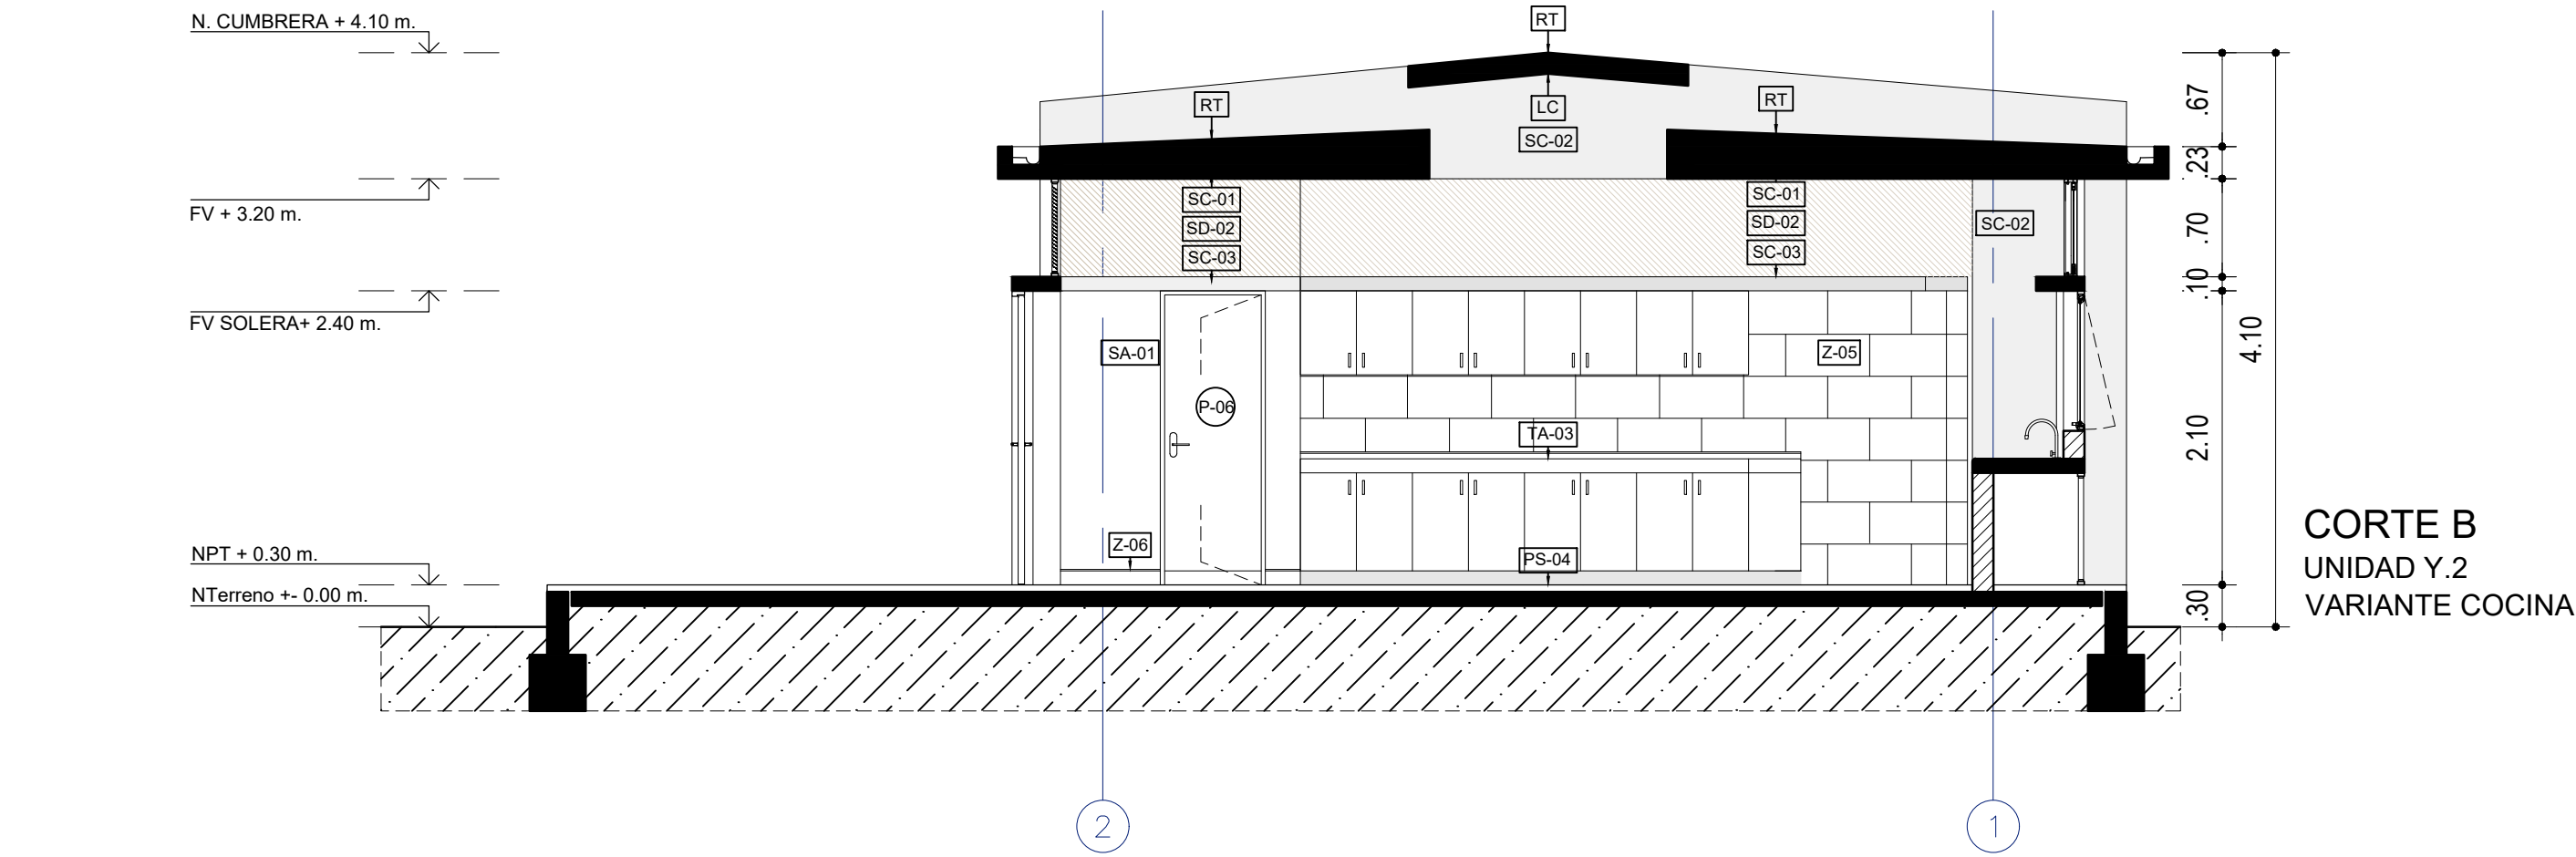 N. CUMBRERA + 4.10 m.
RT
RT
LC
RT
SC-02
.67
.23
FV + 3.20 m.
SC-01
SD-02
SC-03
SC-01
SD-02
SC-03
SC-02
.70
.10
FV SOLERA+ 2.40 m.
SA-01
Z-05
4.10
P-06
TA-03
2.10
CORTE B
UNIDAD Y.2
VARIANTE COCINA
NPT + 0.30 m.
Z-06
PS-04
NTerreno +- 0.00 m.
.30
2
1